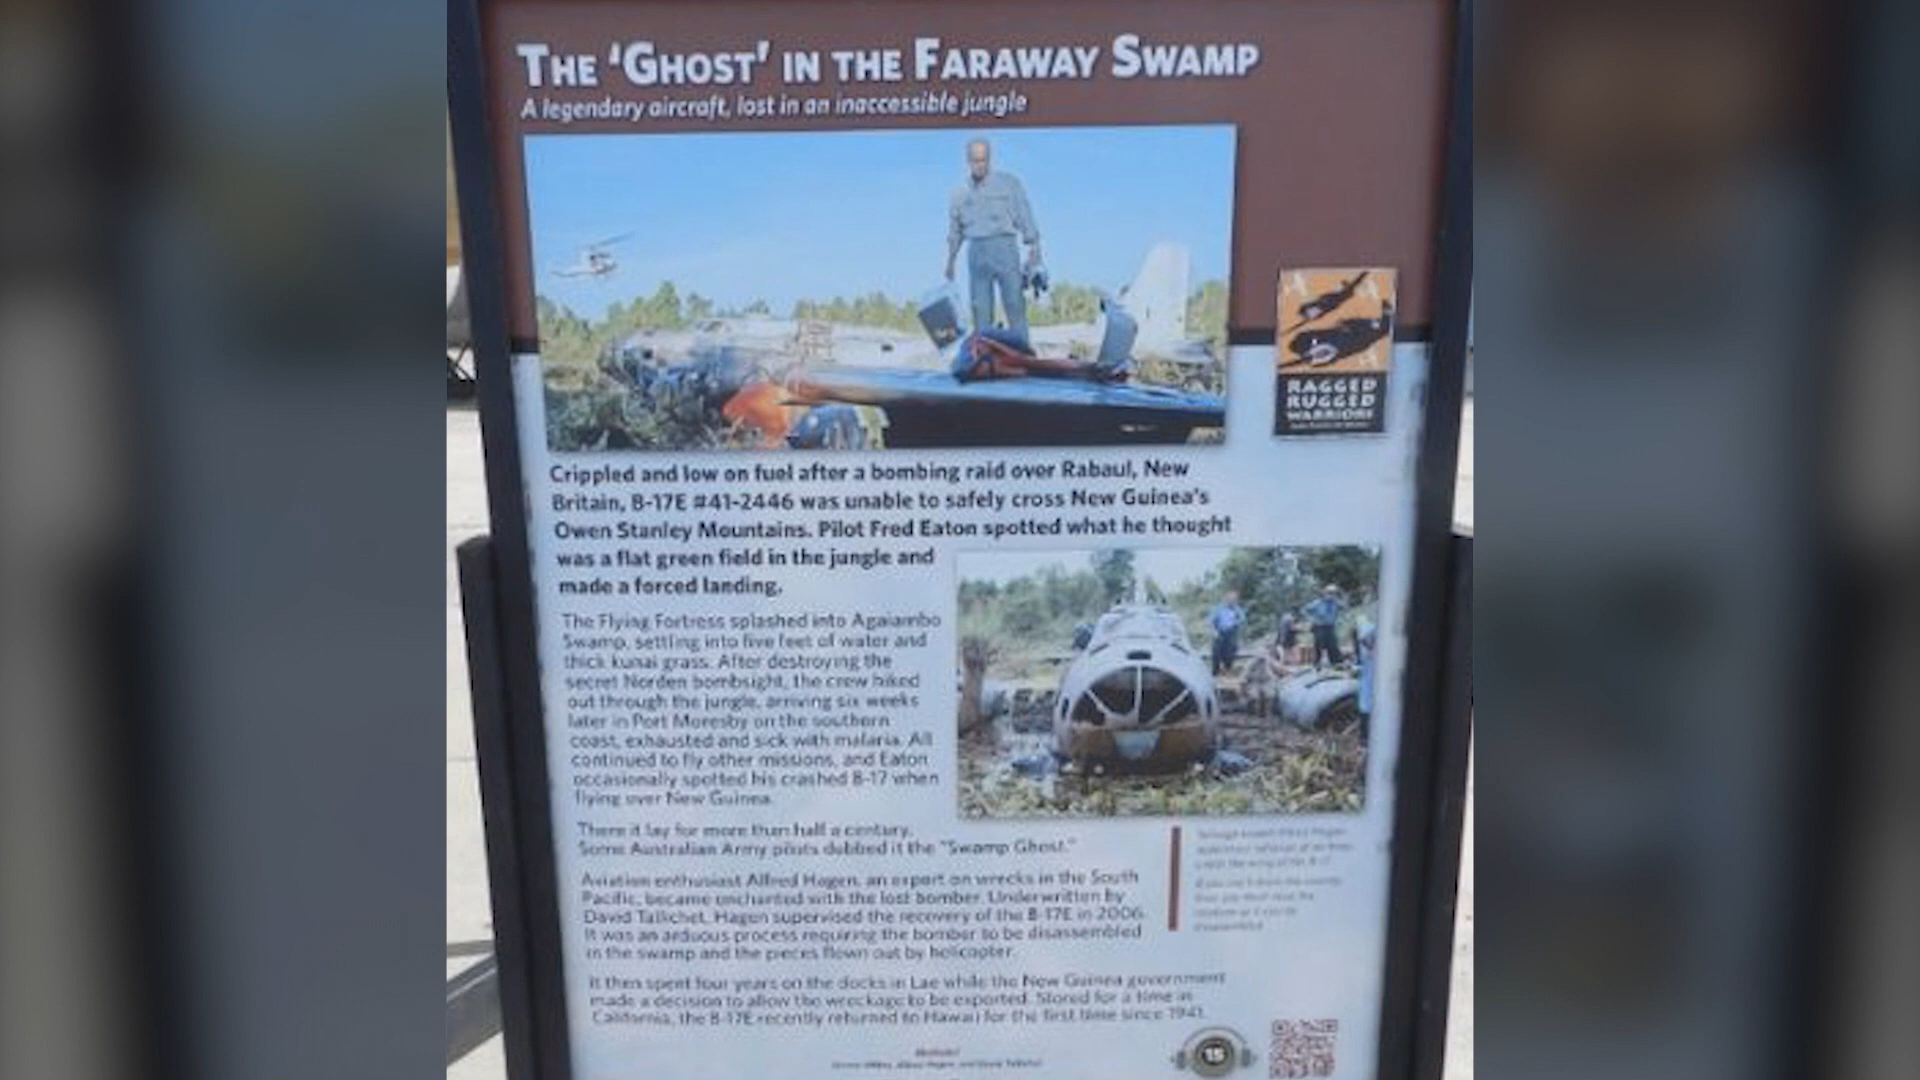 THE 'GHOST' IN THE FARAWAY SWAMP
A legendary aircraft, lost in an inaccessible jungle
RAGGED
RUGGED
WARRIORS
Crippled and low on fuel after a bombing raid over Rabaul, New
Britain, B-17E #41-2446 was unable to safely cross New Guinea's
Owen Stanley Mountains. Pilot Fred Eaton spotted what he thought
was a flat green field in the jungle and
made a forced landing.
The Flying Fortress splashed into Agaiambo
Swamp, settling into five feet of water and
thick kunai grass. After destroying the
secret Norden bombsight, the crew hiked
out through the jungle, arriving six weeks
later in Port Moresby on the southern
coast, exhausted and sick with malaria. All
continued to fly other missions, and Eaton
occasionally spotted his crashed B-17 when
flying over New Guinea.
There it lay for more than half a century.
Some Australian Army pilots dubbed it the "Swamp Ghost."
Aviation enthusiast Alfred Hagen, an expert on wrecks in the South
Pacific, became enchanted with the lost bomber. Underwritten by
David Tallichet, Hagen supervised the recovery of the B-17E in 2006.
It was an arduous process requiring the bomber to be disassembled
in the swamp and the pieces flown out by helicopter.
It then spent four years on the docks in Lae while the New Guinea government
made a decision to allow the wreckage to be exported. Stored for a time in
California, the B-17E recently returned to Hawaii for the first time since 1941.
15